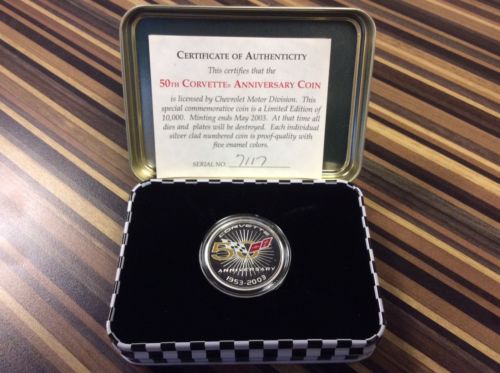 CERTIFICATE OF AUTHENTICITY
This certifies that the
50TH CORVETTE® ANNIVERSARY COIN
is licensed by Chevrolet Motor Division. This
special commemorative coin is a Limited Edition of
10,000. Minting ends May 2003. At that time all
dies and plates will be destroyed. Each individual
silver clad numbered coin is proof-quality with
five enamel colors.
SERIAL NO. 7117
CORVETTE
50
ANNIVERSARY
1953-2003